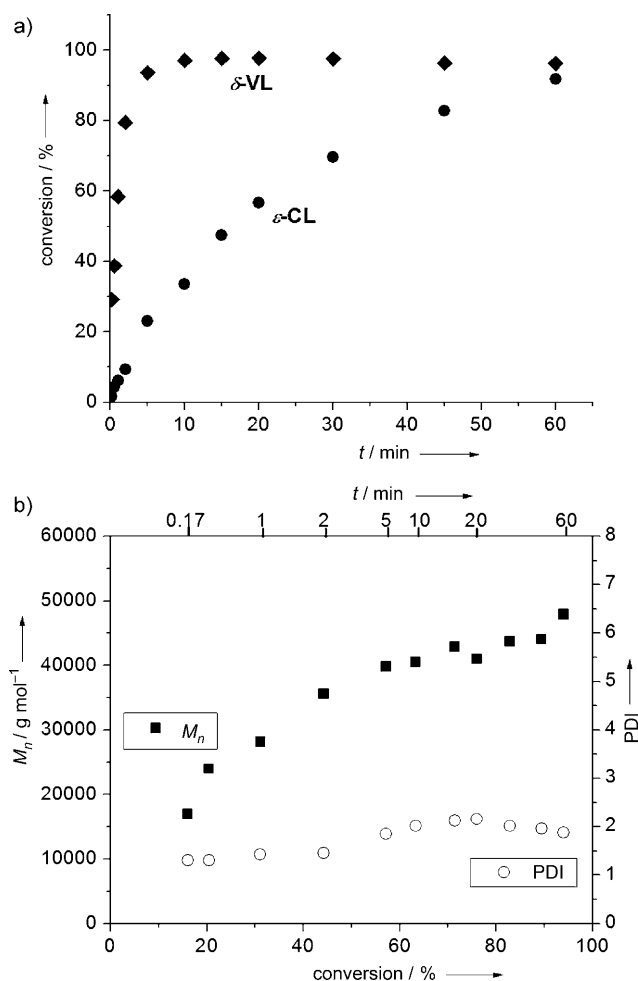 a)
100
80
60
40
20
0
conversion / %
δ-VL
ε-CL
0 10 20 30 40 50 60
t / min
b)
t / min
0.17 1 2 5 10 20 60
60000
50000
40000
30000
20000
10000
0
Mn / g mol−1
8
7
6
5
4
3
2
1
0
PDI
Mn
PDI
0 20 40 60 80 100
conversion / %